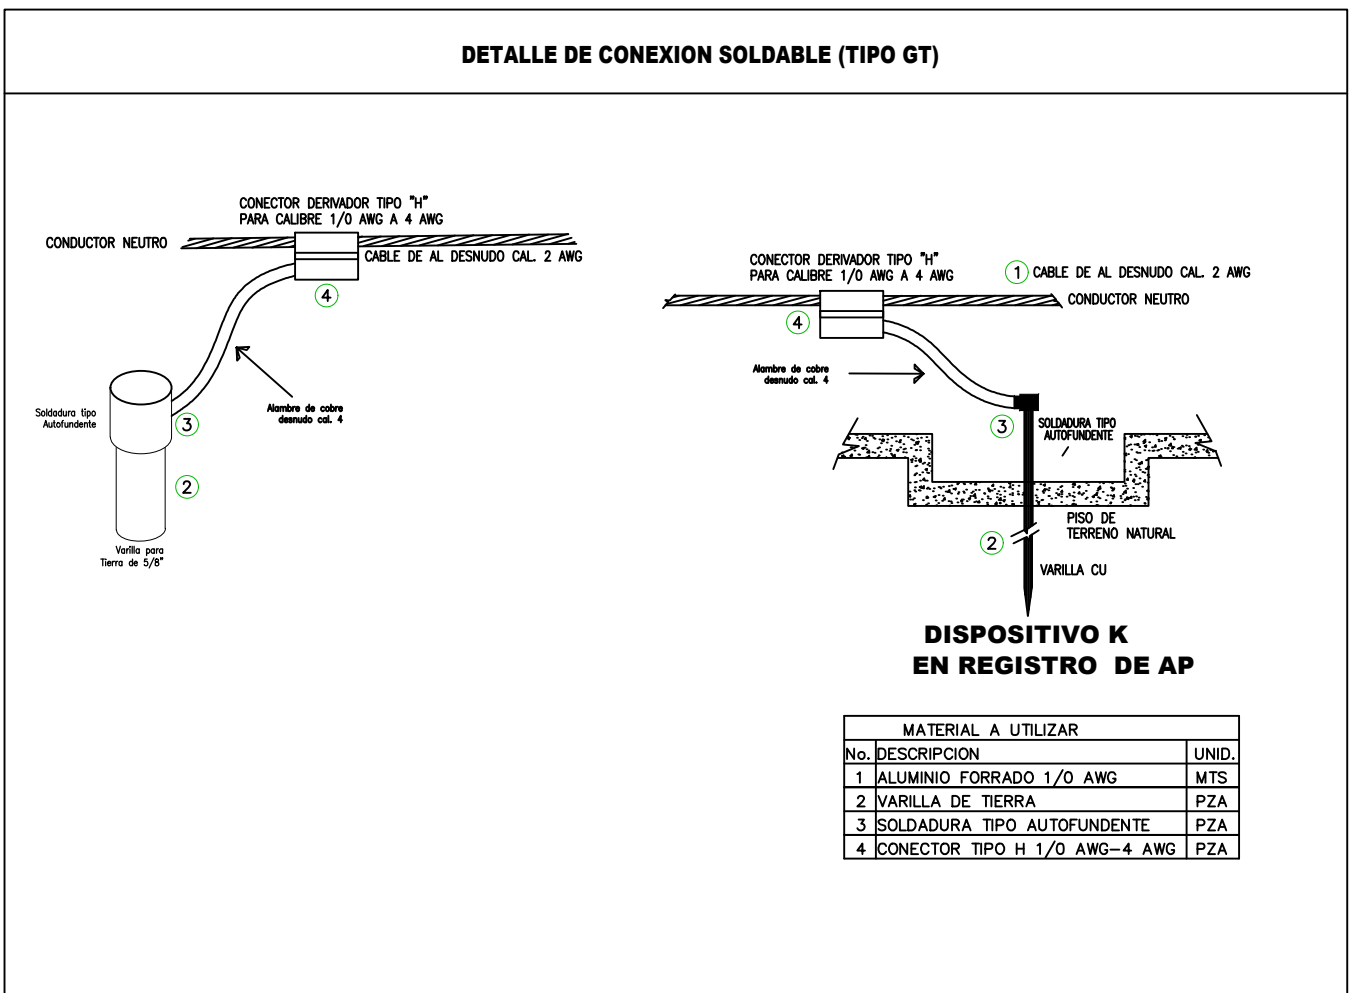 DETALLE DE CONEXION SOLDABLE (TIPO GT)
CONECTOR DERIVADOR TIPO "H"
PARA CALIBRE 1/0 AWG A 4 AWG
CONDUCTOR NEUTRO
CABLE DE AL DESNUDO CAL. 2 AWG
4
Alambre de cobre
desnudo cal. 4
Soldadura tipo
Autofundente
3
2
Varilla para
Tierra de 5/8"
CONECTOR DERIVADOR TIPO "H"
PARA CALIBRE 1/0 AWG A 4 AWG
1 CABLE DE AL DESNUDO CAL. 2 AWG
CONDUCTOR NEUTRO
4
Alambre de cobre
desnudo cal. 4
3
SOLDADURA TIPO
AUTOFUNDENTE
PISO DE
TERRENO NATURAL
2
VARILLA CU
DISPOSITIVO K
EN REGISTRO DE AP
MATERIAL A UTILIZAR
No. DESCRIPCION UNID.
1 ALUMINIO FORRADO 1/0 AWG MTS
2 VARILLA DE TIERRA PZA
3 SOLDADURA TIPO AUTOFUNDENTE PZA
4 CONECTOR TIPO H 1/0 AWG-4 AWG PZA